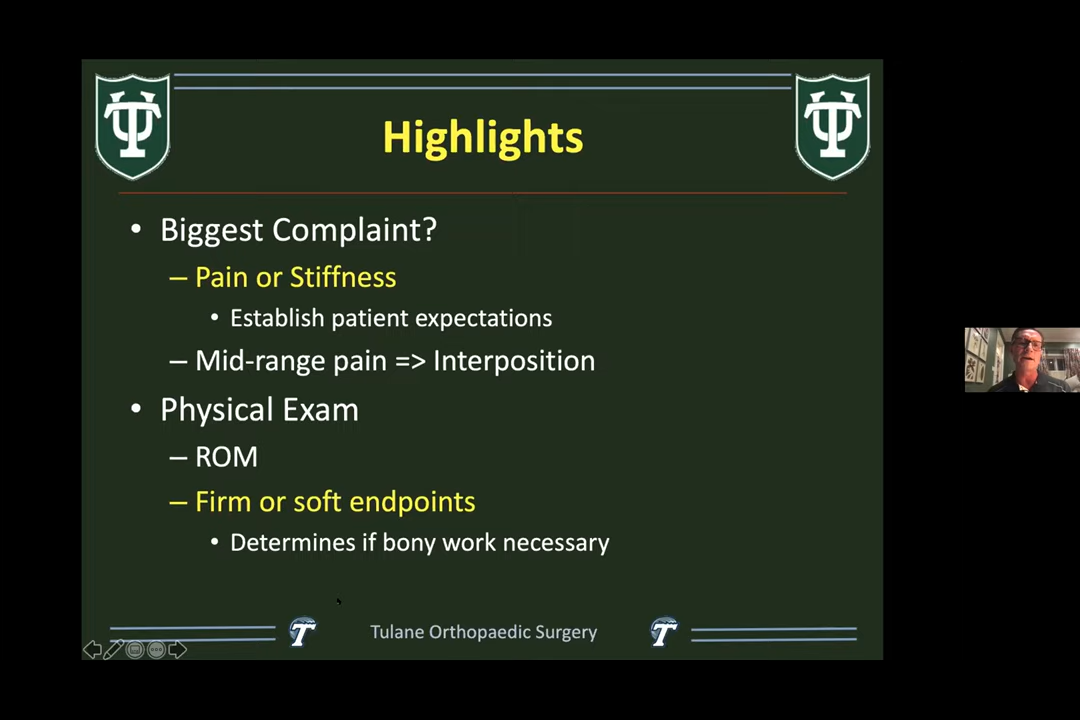 Highlights
• Biggest Complaint?
– Pain or Stiffness
• Establish patient expectations
– Mid-range pain => Interposition
• Physical Exam
– ROM
– Firm or soft endpoints
• Determines if bony work necessary
Tulane Orthopaedic Surgery